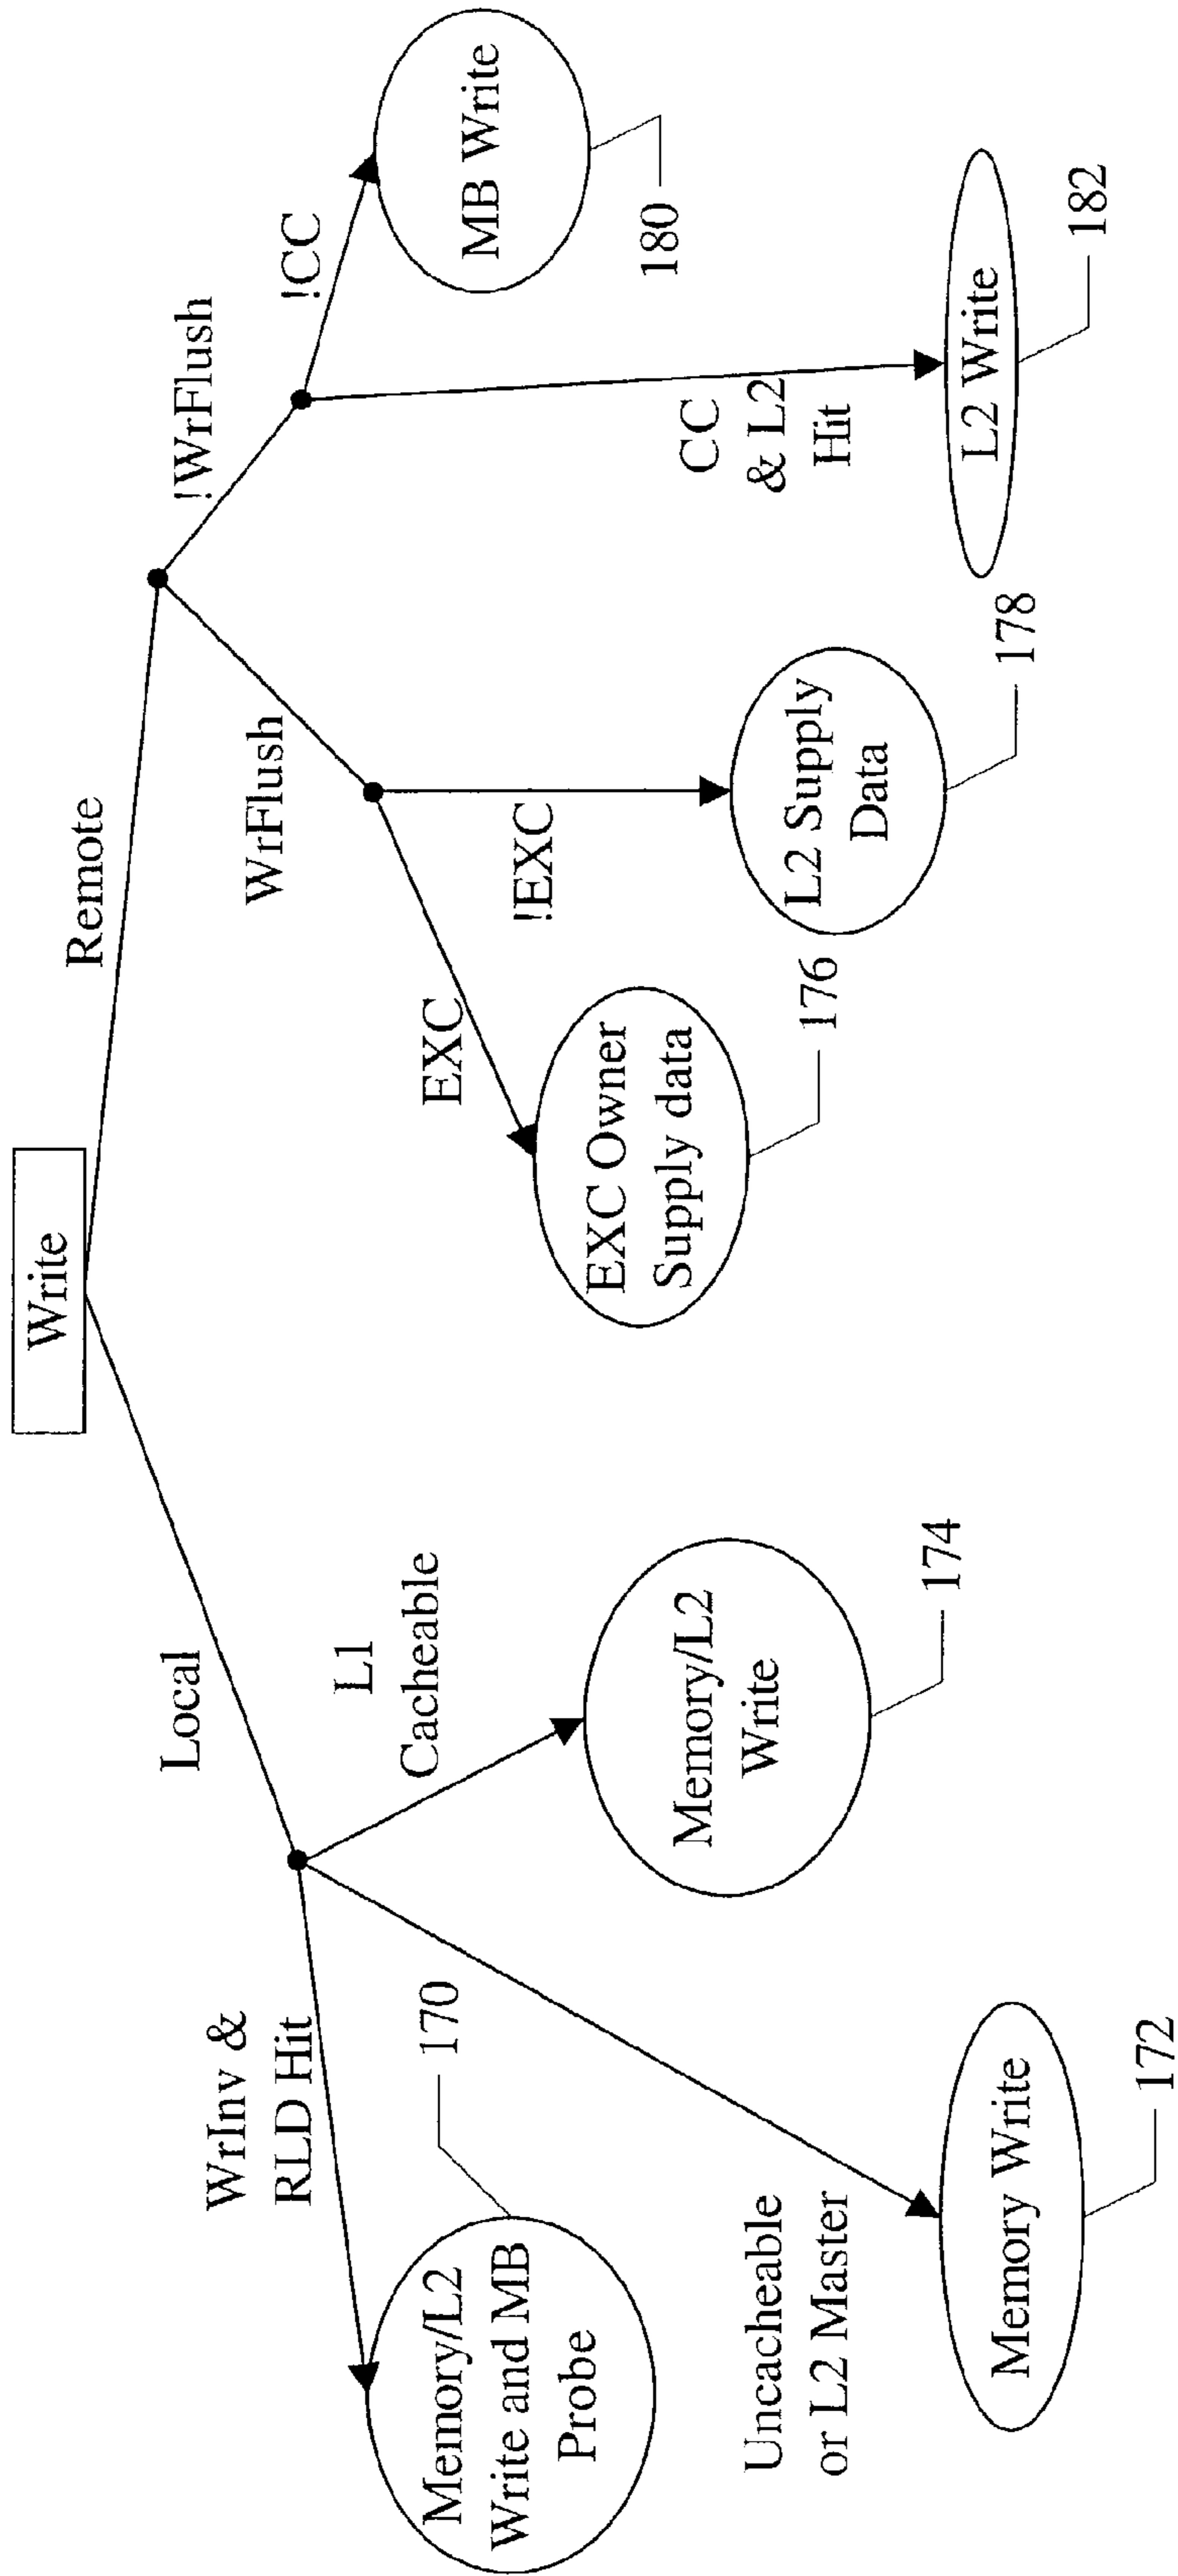 Write
Local
Remote
WrInv &
RLD Hit
L1
Cacheable
Uncacheable
or L2 Master
WrFlush
!WrFlush
EXC
!EXC
!CC
CC
& L2
Hit
Memory/L2
Write and MB
Probe
170
Memory Write
172
Memory/L2
Write
174
EXC Owner
Supply data
176
L2 Supply
Data
178
MB Write
180
L2 Write
182